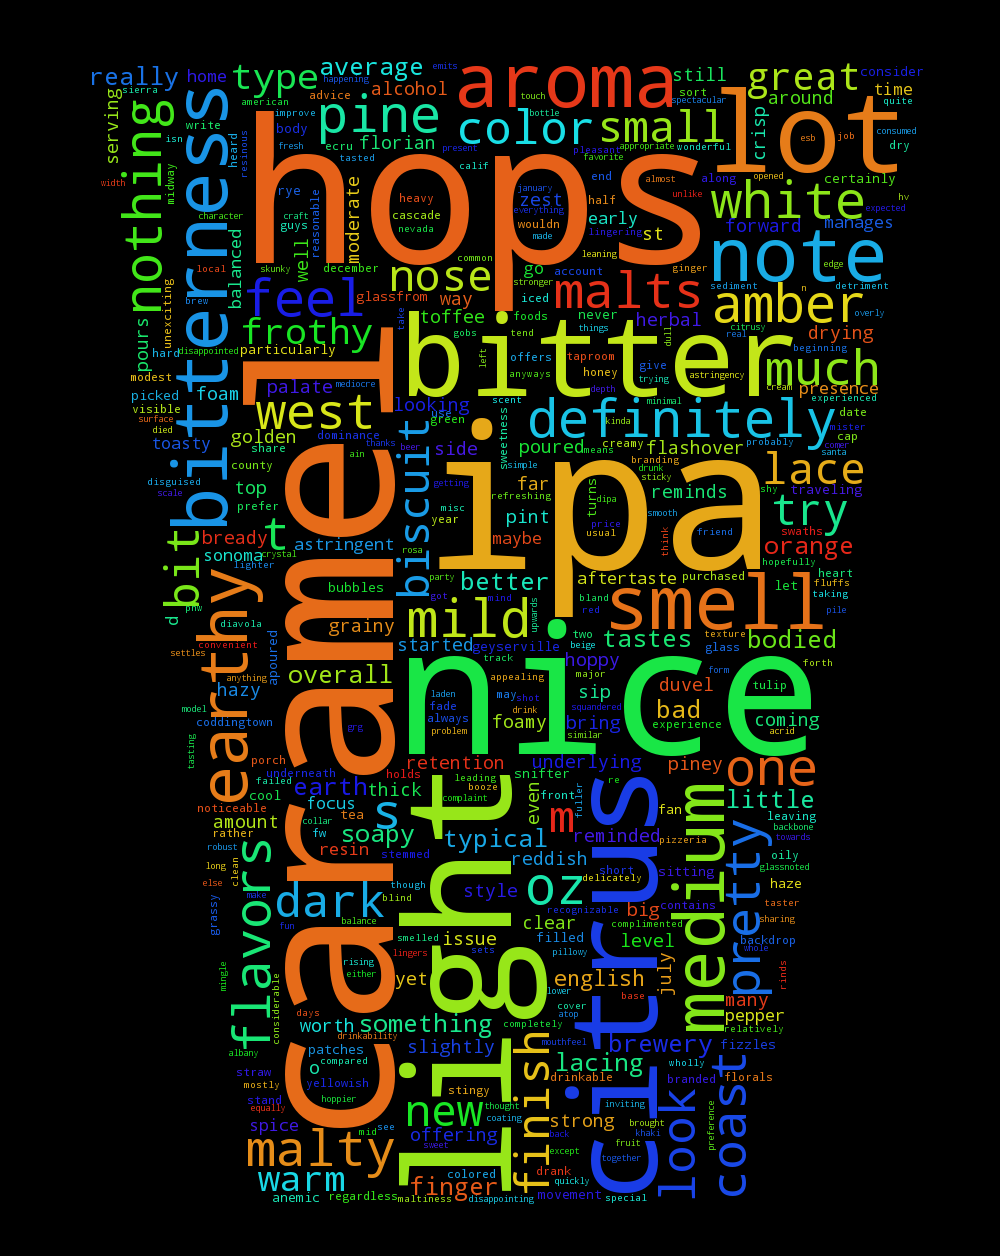 really
home
type
average
alcohol
aroma
still
great
consider
sierra
happening
emits
sort
around
time
quite
serving
nothing
bitterness
american
advice
improve
pine
touch
bottle
color
small
spectacular
lot
crisp
esb
job
consumed
dry
write
isn
heard
resinous
body
fresh
ecru
florian
tasted
present
pleasant
appropriate
wonderful
favorite
hops
calif
end
almost
along
opened
certainly
width
midway
rye
reasonable
moderate
heavy
cascade
nevada
january
zest
everything
made
half
early
wouldn
lingering
unlike
white
hv
expected
character
craft
guys
well
st
leaning
forward
manages
local
balanced
skunky
december
nose
common
stronger
go
account
ginger
note
edge
brew
unexciting
feel
glassfrom
way
iced
malts
sediment
detriment
amber
n
overly
pours
hard
disappointed
frothy
particularly
take
toffee
gobs
tend
foods
never
things
herbal
dull
citrusy
real
drying
beginning
modest
picked
visible
foam
palate
mediocre
left
anyways
offers
taproom
honey
depth
give
trying
astringency
bitter
much
cream
presence
experienced
surface
died
toasty
golden
west
looking
use
green
scent
sweetness
definitely
kinda
minimal
date
cap
mister
comer
share
county
dominance
thanks
beer
ain
side
poured
means
creamy
flashover
probably
santa
lace
disguised
scale
top
prefer
caramel
biscuit
getting
simple
far
refreshing
turns
drunk
branding
sticky
dipa
reminds
shy
traveling
t
bit
bready
sonoma
crystal
astringent
misc
year
pint
price
usual
smooth
friend
try
swaths
maybe
ipa
think
orange
hopefully
lighter
bubbles
rosa
party
better
aftertaste
purchased
let
heart
fluffs
taking
d
phw
diavola
earthy
grainy
got
mind
bland
red
smell
pile
convenient
settles
apoured
mild
upwards
two
beige
tastes
texture
glass
bodied
anything
hazy
overall
started
geyserville
track
hoppy
major
form
forth
model
coddingtown
laden
fade
always
problem
may
shot
drink
appealing
foamy
sip
squandered
bring
similar
duvel
bad
experience
tulip
coming
acrid
nice
tasting
porch
retention
underlying
piney
one
failed
underneath
holds
leading
booze
snifter
re
fan
noticeable
cool
earth
thick
complaint
even
front
fuller
little
leaving
amount
focus
collar
tea
fw
s
m
reminded
pizzeria
backbone
towards
rather
robust
soapy
typical
resin
stemmed
reddish
short
sitting
oily
glassnoted
long
clean
else
make
though
blind
style
delicately
haze
taster
grassy
flavors
dark
fun
balance
oz
recognizable
big
contains
sharing
medium
pretty
smelled
issue
sets
clear
filled
pillowy
complimented
level
backdrop
whole
lingers
rising
either
yet
light
english
lower
july
rinds
mingle
considerable
days
worth
something
drinkability
completely
cover
atop
base
citrus
many
pepper
relatively
albany
patches
o
compared
slightly
mouthfeel
brewery
fizzles
straw
mostly
stand
yellowish
hoppier
stingy
finish
lacing
drinkable
wholly
branded
florals
equally
spice
mid
see
new
thought
coating
inviting
strong
brought
khaki
look
coast
preference
malty
offering
sweet
back
except
fruit
together
warm
anemic
regardless
colored
finger
maltiness
disappointing
drank
quickly
movement
special